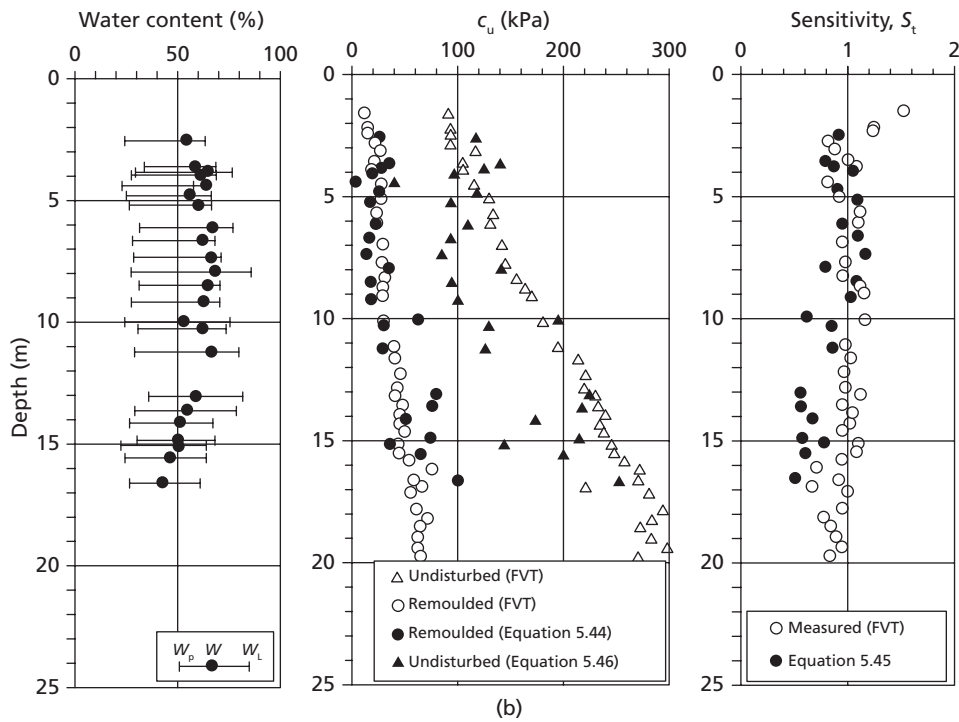 Water content (%)
0 50 100
0
5
10
15
20
25
Depth (m)
W_p W W_L
c_u (kPa)
0 100 200 300
0
5
10
15
20
25
Undisturbed (FVT)
Remoulded (FVT)
Remoulded (Equation 5.44)
Undisturbed (Equation 5.46)
(b)
Sensitivity, S_t
0 1 2
0
5
10
15
20
25
Measured (FVT)
Equation 5.45